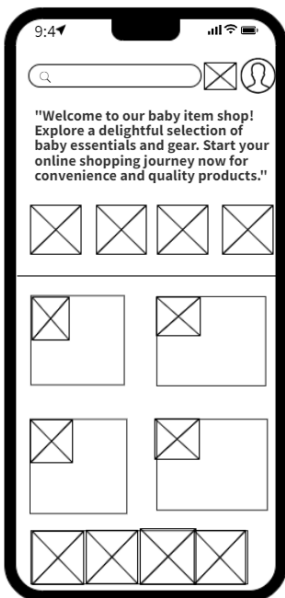 9:4
"Welcome to our baby item shop!
Explore a delightful selection of
baby essentials and gear. Start your
online shopping journey now for
convenience and quality products."